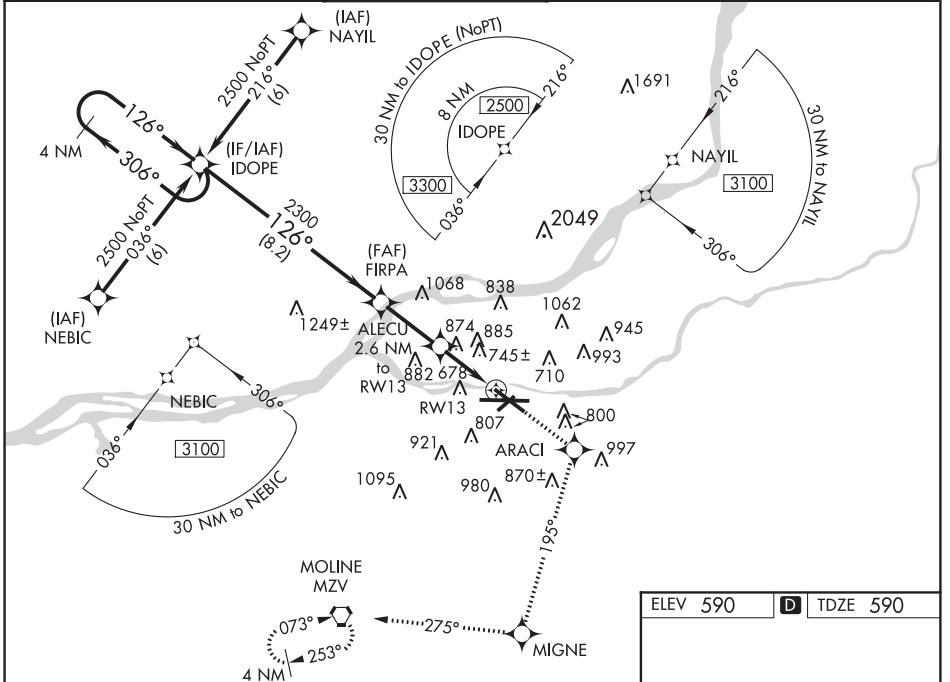 (IAF)
NAYIL
2500 NoPT
216°
(6)
126°
4 NM
306°
(IF/IAF)
IDOPE
2500 NoPT
036°
(6)
(IAF)
NEBIC
2300
126°
(8.2)
(FAF)
FIRPA
30 NM to IDOPE (NoPT)
8 NM
2500
216°
IDOPE
3300
036°
1691
216°
NAYIL
30 NM to NAYIL
3100
306°
2049
1068
838
1062
1249±
ALECU
2.6 NM
to
RW13
874
885
945
745±
993
882
678
710
RW13
807
800
921
ARACI
997
1095
980
870±
306°
NEBIC
036°
3100
30 NM to NEBIC
195°
MOLINE
MZV
073°
275°
253°
4 NM
MIGNE
ELEV 590 D TDZE 590